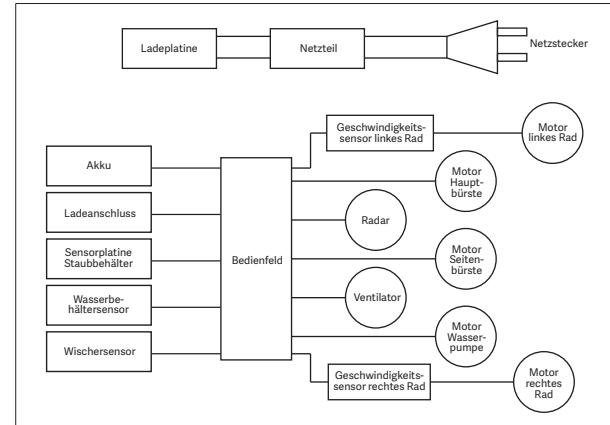 Ladeplatine
Netzteil
Netzstecker
Geschwindigkeits-
sensor linkes Rad
Motor
linkes Rad
Akku
Motor
Haupt-
bürste
Ladeanschluss
Radar
Sensorplatine
Staubbehälter
Bedienfeld
Motor
Seiten-
bürste
Wasserbe-
hältersensor
Ventilator
Wischersensor
Motor
Wasser-
pumpe
Geschwindigkeits-
sensor rechtes Rad
Motor
rechtes
Rad